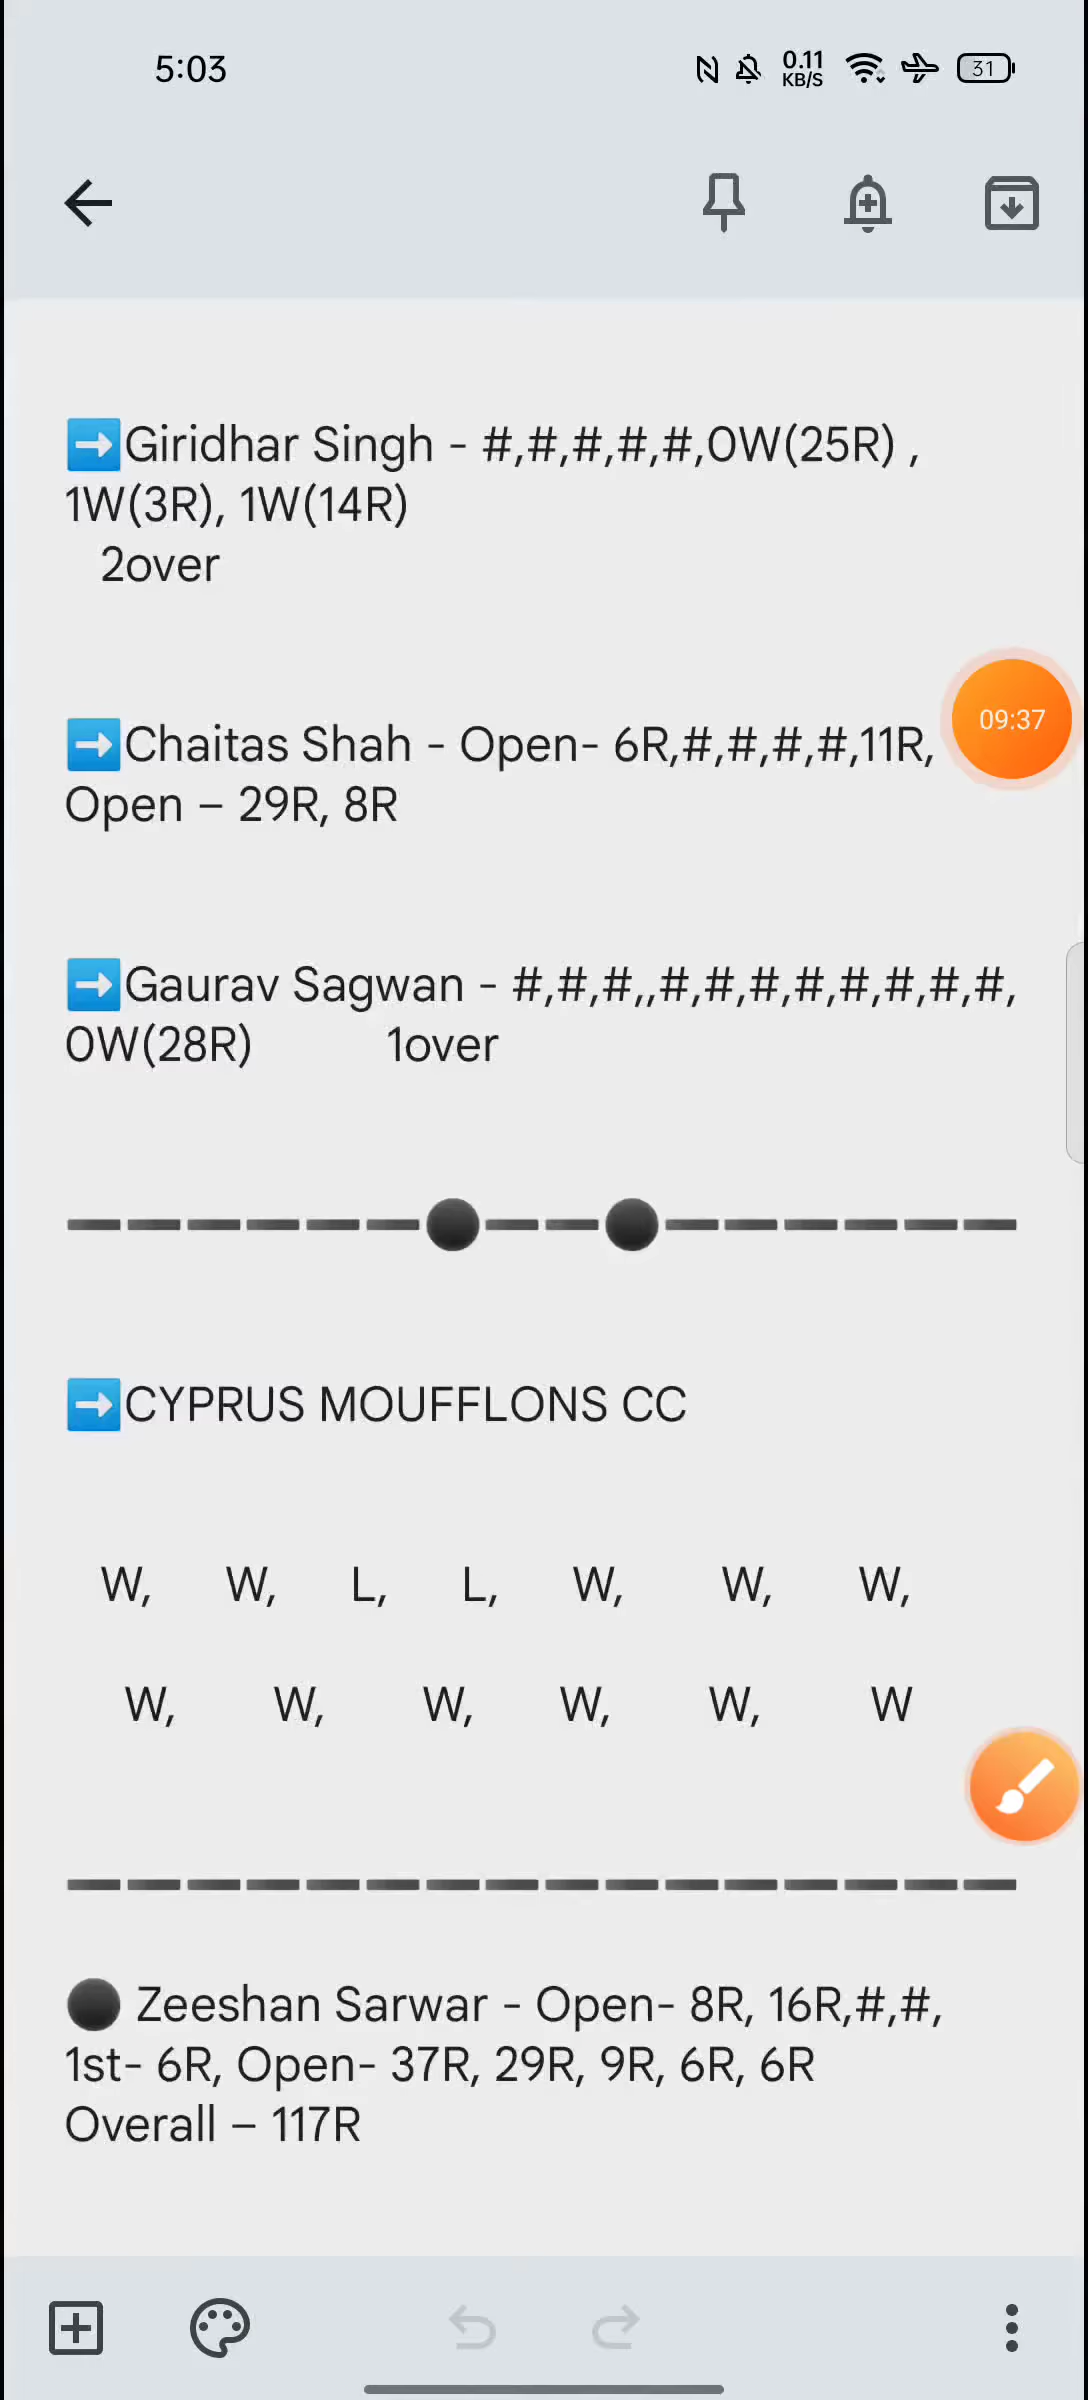 5:03
0.11
KB/S
31
➡️Giridhar Singh - #,#,#,#,#,0W(25R) ,
1W(3R), 1W(14R)
2over
09:37
➡️Chaitas Shah - Open- 6R,#,#,#,#,11R,
Open – 29R, 8R
➡️Gaurav Sagwan - #,#,#,,#,#,#,#,#,#,#,#,
0W(28R) 1over
➡️CYPRUS MOUFFLONS CC
W, W, L, L, W, W, W,
W, W, W, W, W, W
⚫ Zeeshan Sarwar - Open- 8R, 16R,#,#,
1st- 6R, Open- 37R, 29R, 9R, 6R, 6R
Overall – 117R